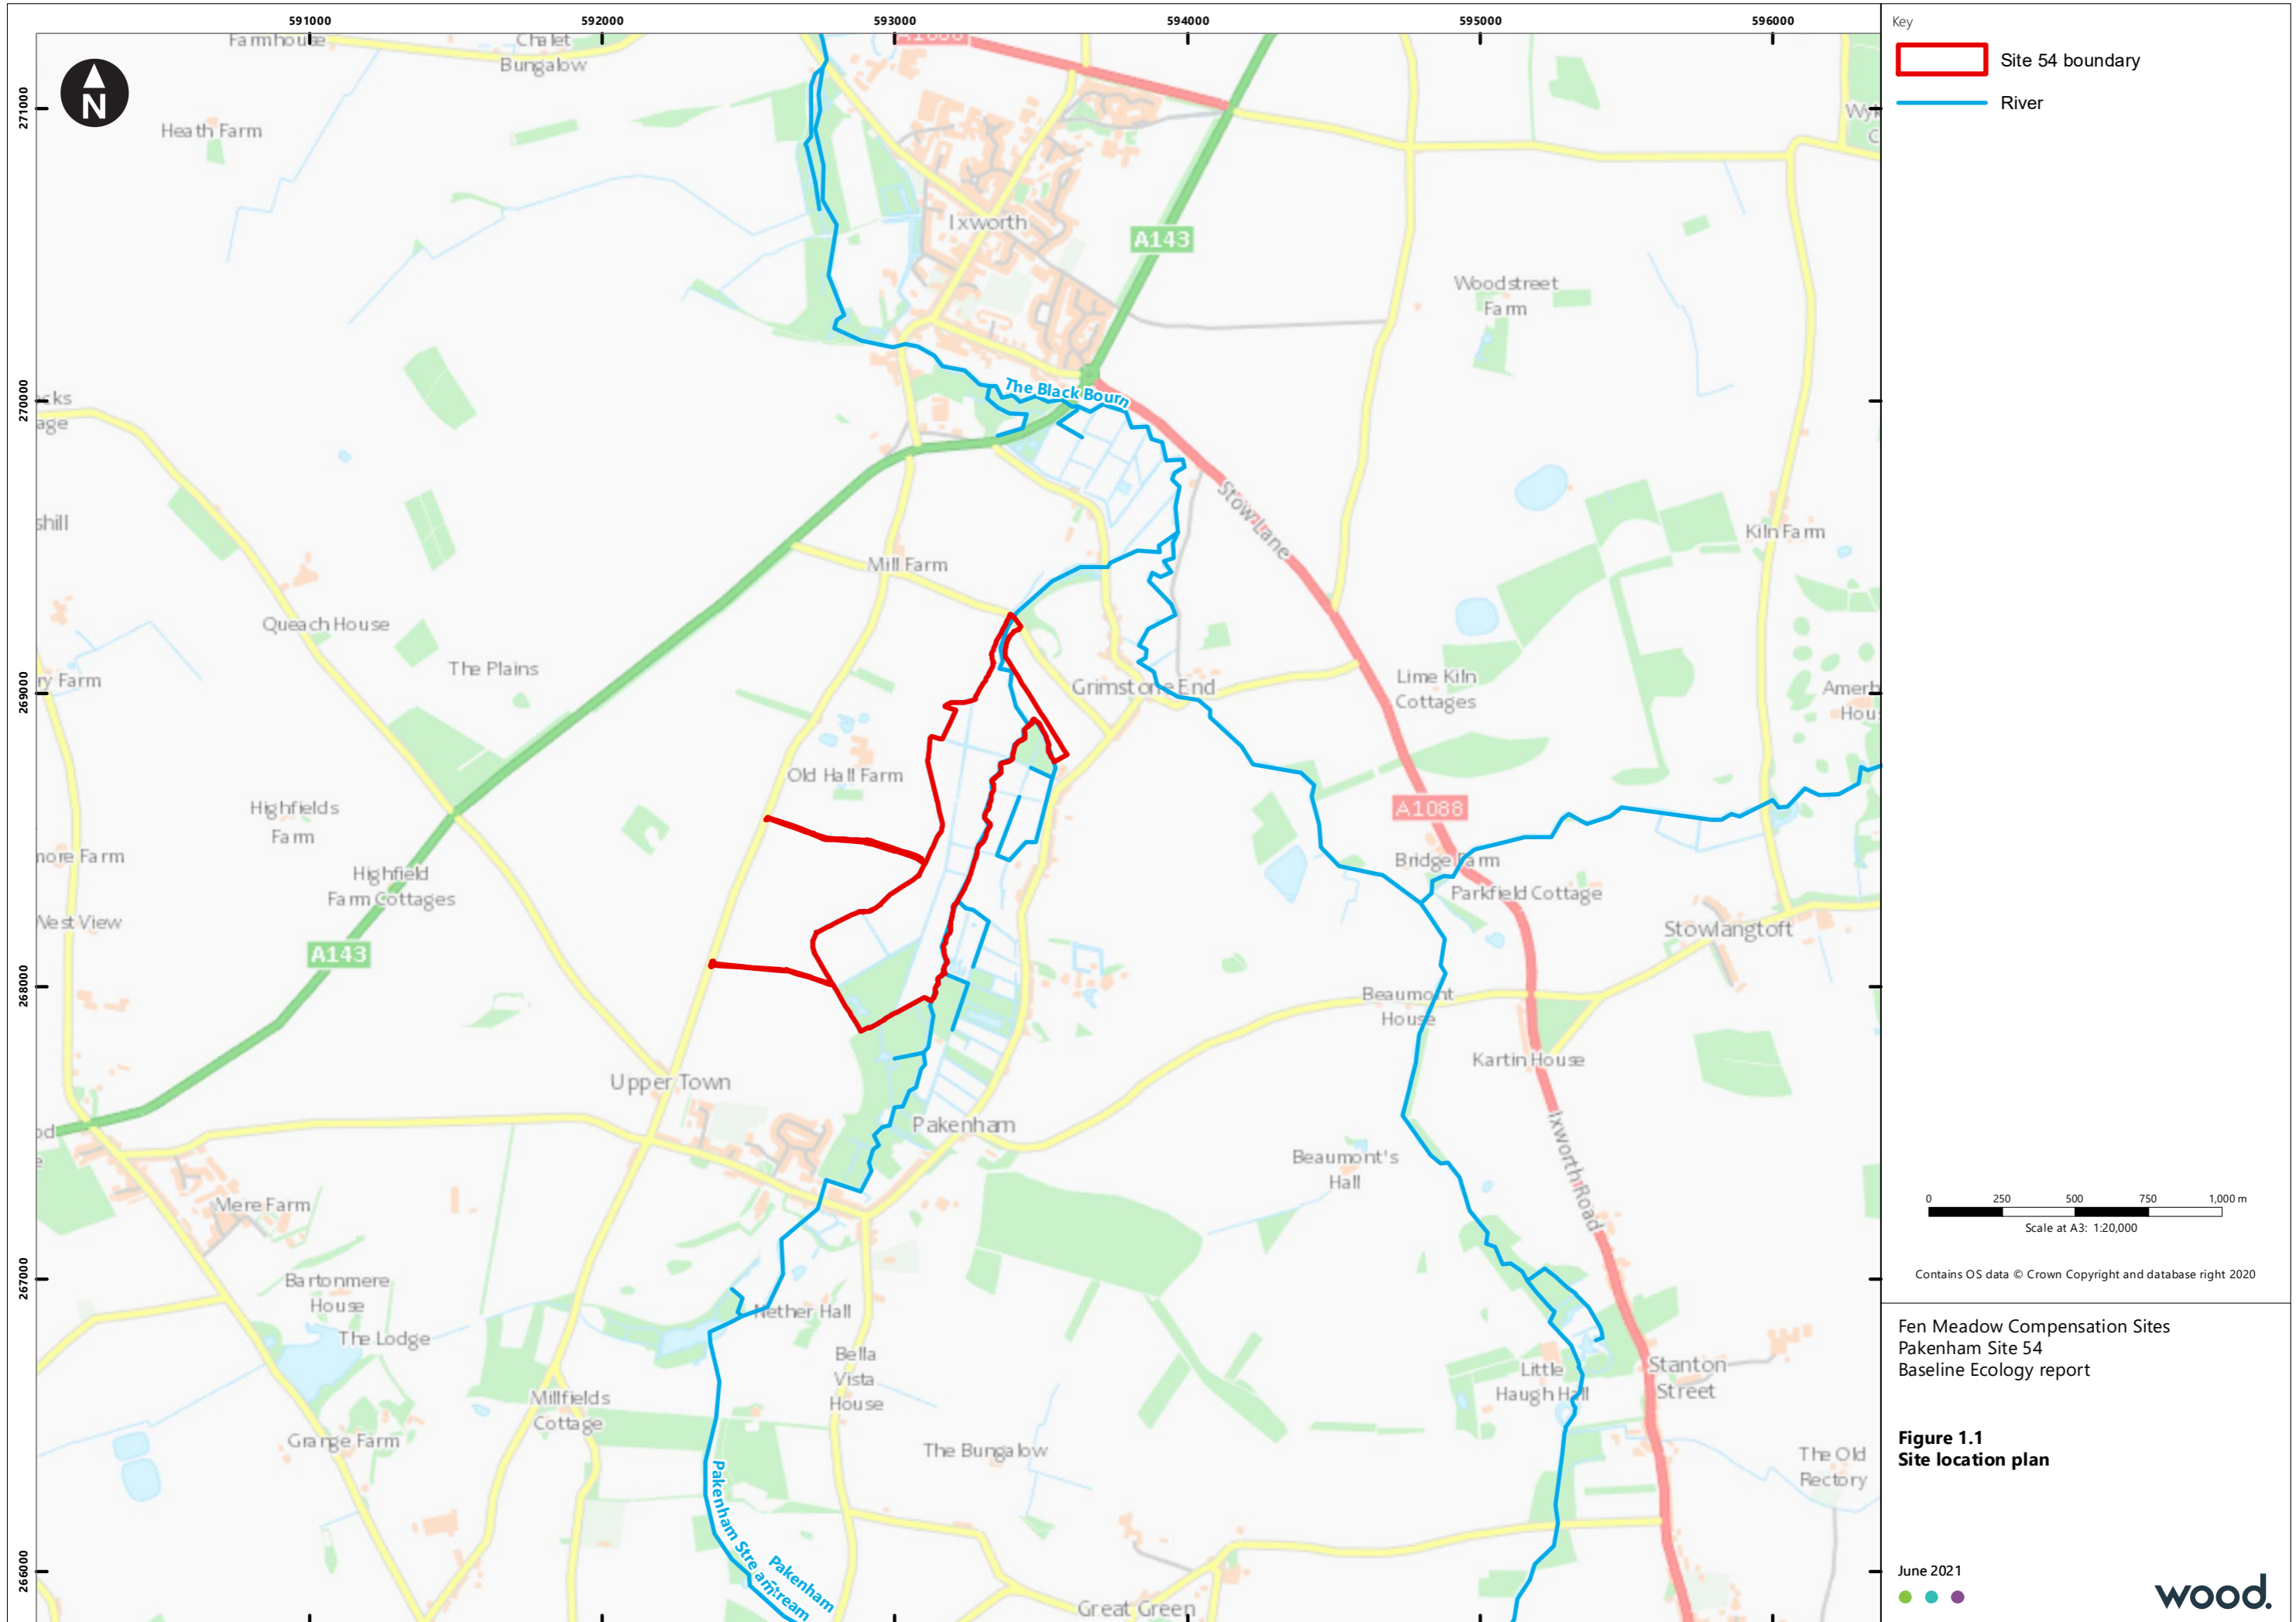 591000
592000
593000
594000
595000
596000
271000
270000
269000
268000
267000
266000
N
Farmhouse
Chalet
Bungalow
Heath Farm
Ixworth
A143
Woodstreet
Farm
The Black Bourn
Stow Lane
Kiln Farm
Mill Farm
Queach House
The Plains
Grimstone End
Lime Kiln
Cottages
Old Hall Farm
Highfields
Farm
A1088
Bridge Farm
Parkfield Cottage
Highfield
Farm Cottages
West View
Stowlangtoft
A143
Beaumont
House
Kartin House
Upper Town
Pakenham
Ixworth Road
Beaumont's
Hall
Mere Farm
Bartonmere
House
The Lodge
Nether Hall
Bella
Vista
House
Little
Haugh Hall
Stanton
Street
Millfields
Cottage
Grange Farm
The Bungalow
The Old
Rectory
Pakenham Stream
Pakenham
Stream
Great Green
Key
Site 54 boundary
River
0 250 500 750 1,000 m
Scale at A3: 1:20,000
Contains OS data © Crown Copyright and database right 2020
Fen Meadow Compensation Sites
Pakenham Site 54
Baseline Ecology report
Figure 1.1
Site location plan
June 2021
wood.